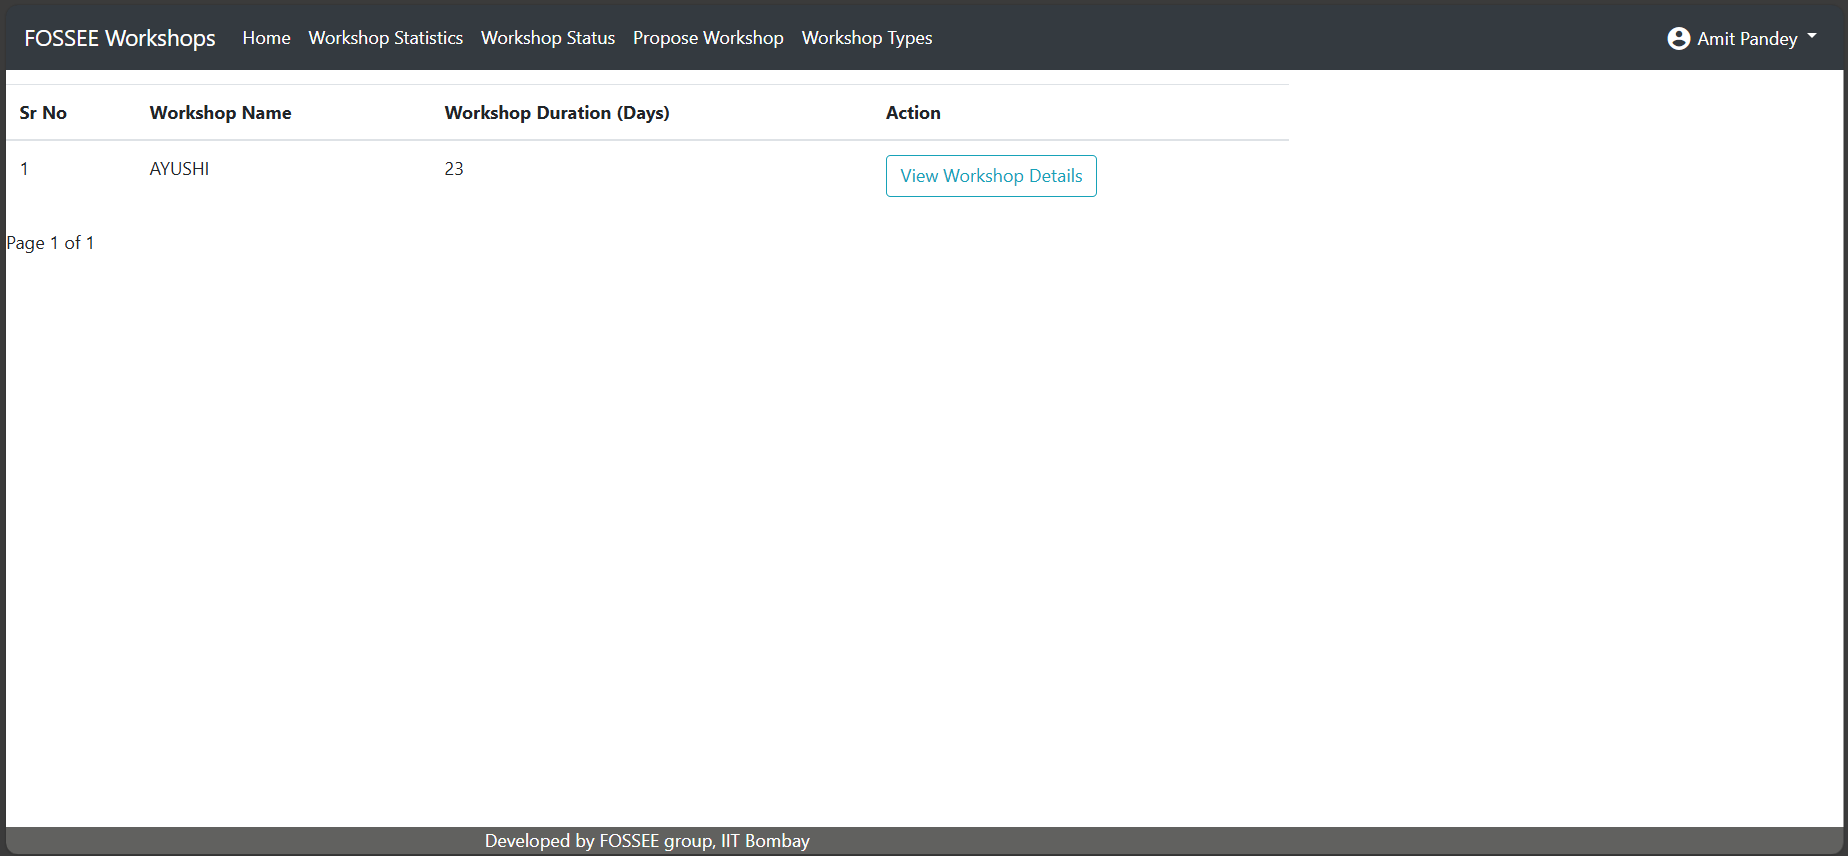 FOSSEE Workshops Home Workshop Statistics Workshop Status Propose Workshop Workshop Types Amit Pandey
Sr No Workshop Name Workshop Duration (Days) Action
1 AYUSHI 23 View Workshop Details
Page 1 of 1
Developed by FOSSEE group, IIT Bombay